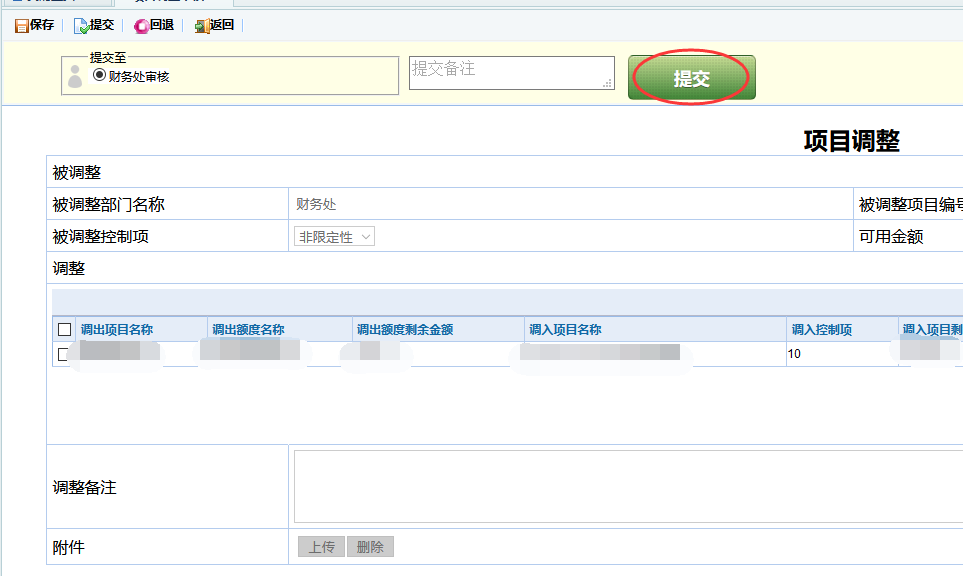 保存 提交 回退 返回
提交至
财务处审核
提交备注
提交
项目调整
被调整
被调整部门名称 财务处 被调整项目编号
被调整控制项 非限定性 可用金额
调整
调出项目名称 调出额度名称 调出额度剩余金额 调入项目名称 调入控制项 调入项目剩
10
调整备注
附件 上传 删除